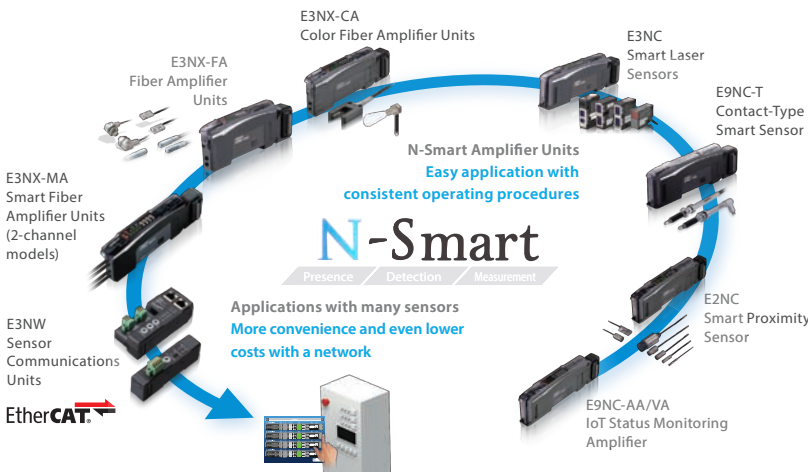 E3NX-CA
Color Fiber Amplifier Units
E3NC
Smart Laser
Sensors
E3NX-FA
Fiber Amplifier
Units
E9NC-T
Contact-Type
Smart Sensor
N-Smart Amplifier Units
Easy application with
consistent operating procedures
E3NX-MA
Smart Fiber
Amplifier Units
(2-channel
models)
N-Smart
Presence Detection Measurement
Applications with many sensors
More convenience and even lower
costs with a network
E2NC
Smart Proximity
Sensor
E3NW
Sensor
Communications
Units
EtherCAT®
E9NC-AA/VA
IoT Status Monitoring
Amplifier